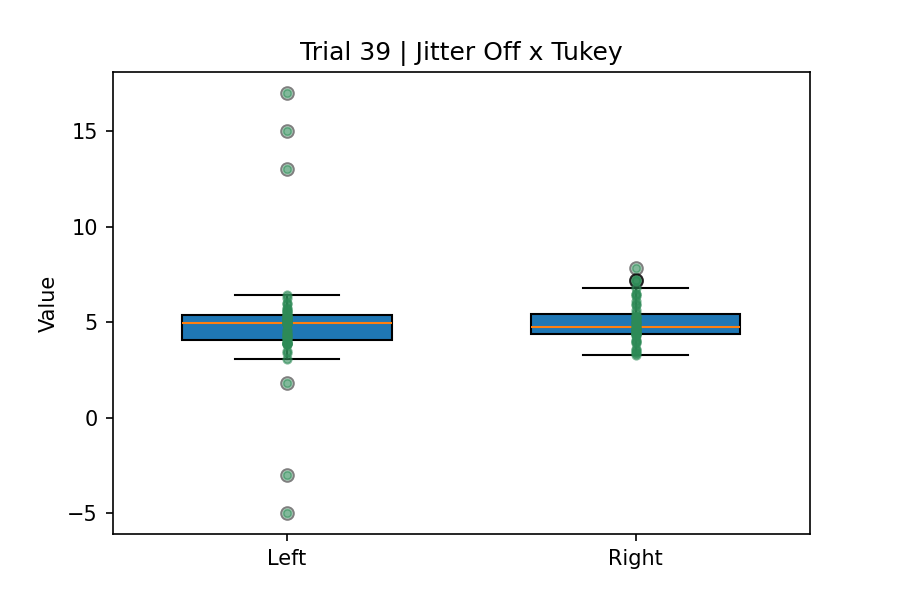 Trial 39 | Jitter Off x Tukey
Value
15
10
5
0
−5
Left
Right